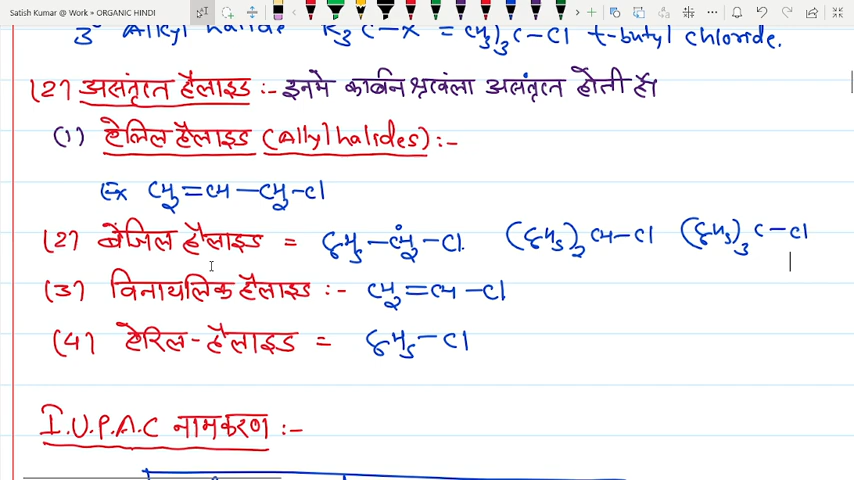 Satish Kumar @ Work » ORGANIC HINDI
3° Alkyl halide R₃C–X = (CH₃)₃C–Cl t-butyl chloride.
(2) असंतृप्त हैलाइड :- इनमे कार्बन श्रृंखला असंतृप्त होती है।
(1) ऐलिल हैलाइड (Allyl halides) :-
Ex CH₂=CH–CH₂–Cl
(2) बेंजिल हैलाइड = C₆H₅–CH₂–Cl. (C₆H₅)₂CH–Cl (C₆H₅)₃C–Cl
(3) विनायलिक हैलाइड :- CH₂=CH–Cl
(4) ऐरिल-हैलाइड = C₆H₅–Cl
I.U.P.A.C नामकरण :-